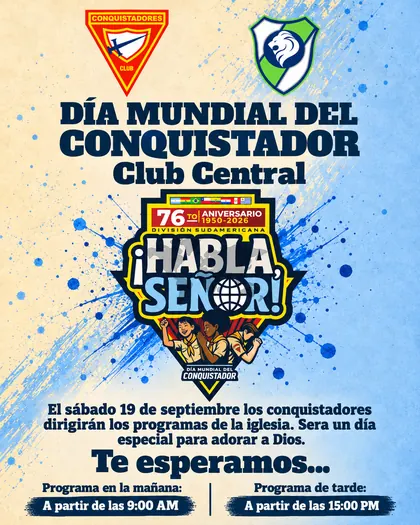 CONQUISTADORES
CLUB
DÍA MUNDIAL DEL
CONQUISTADOR
Club Central
76TO ANIVERSARIO
1950-2026
DIVISIÓN SUDAMERICANA
¡HABLA,
SEÑOR!
DÍA MUNDIAL DEL
CONQUISTADOR
El sábado 19 de septiembre los conquistadores
dirigirán los programas de la iglesia. Sera un día
especial para adorar a Dios.
Te esperamos...
Programa en la mañana:
A partir de las 9:00 AM
Programa de tarde:
A partir de las 15:00 PM